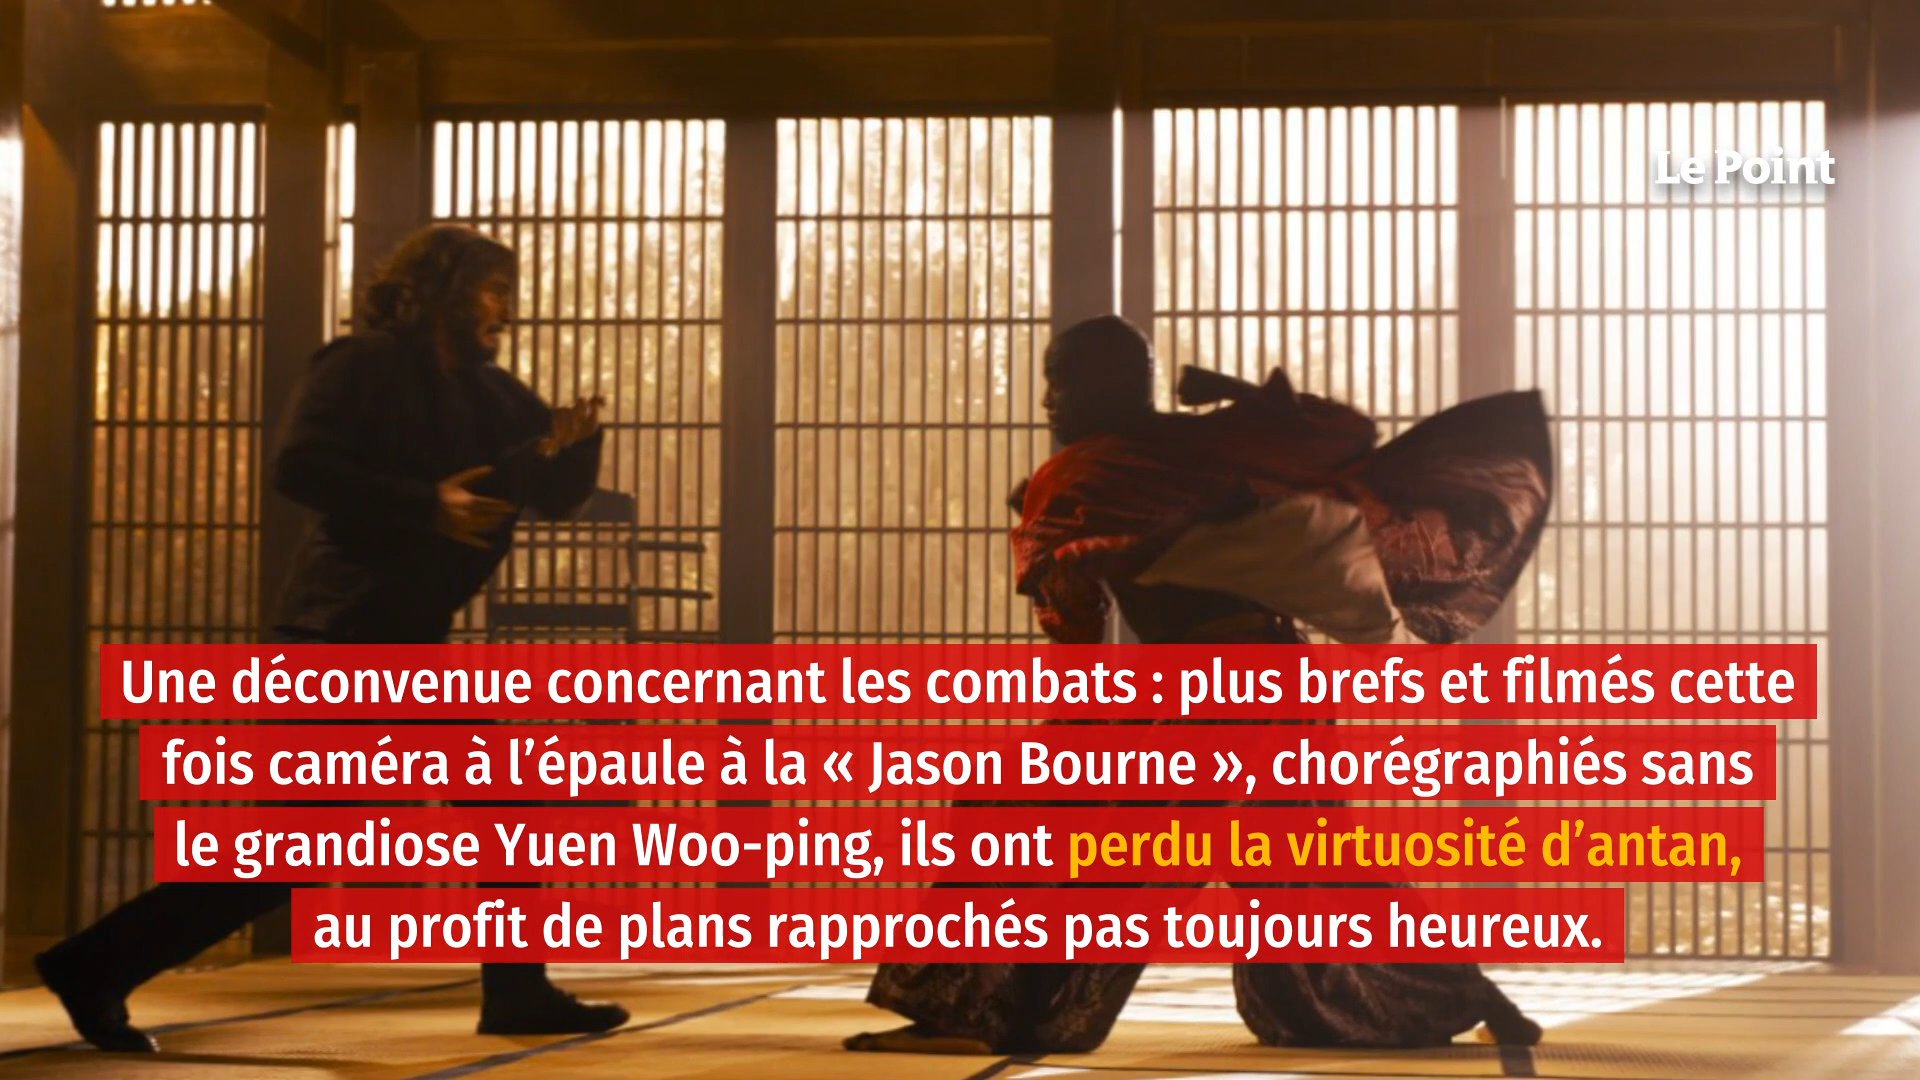 Le Point
Une déconvenue concernant les combats : plus brefs et filmés cette
fois caméra à l’épaule à la « Jason Bourne », chorégraphiés sans
le grandiose Yuen Woo-ping, ils ont perdu la virtuosité d’antan,
au profit de plans rapprochés pas toujours heureux.